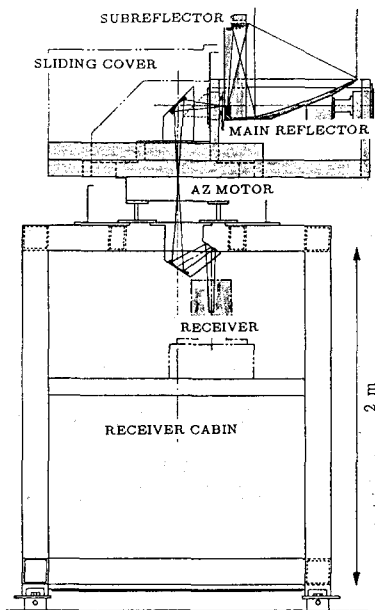 SUBREFLECTOR
SLIDING COVER
MAIN REFLECTOR
AZ MOTOR
RECEIVER
2 m
RECEIVER CABIN